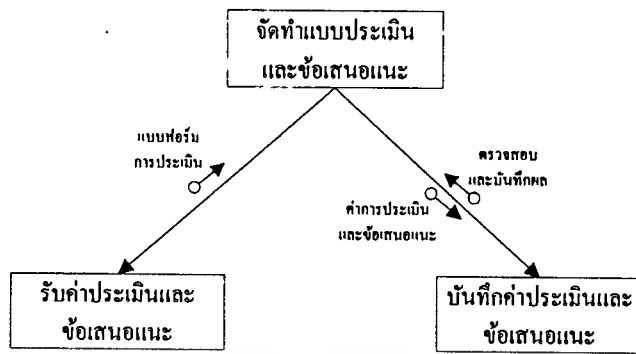 จัดทำแบบประเมิน
และข้อเสนอแนะ
แบบฟอร์ม
การประเมิน
ตรวจสอบ
และบันทึกผล
ค่าการประเมิน
และข้อเสนอแนะ
รับค่าประเมินและ
ข้อเสนอแนะ
บันทึกค่าประเมินและ
ข้อเสนอแนะ